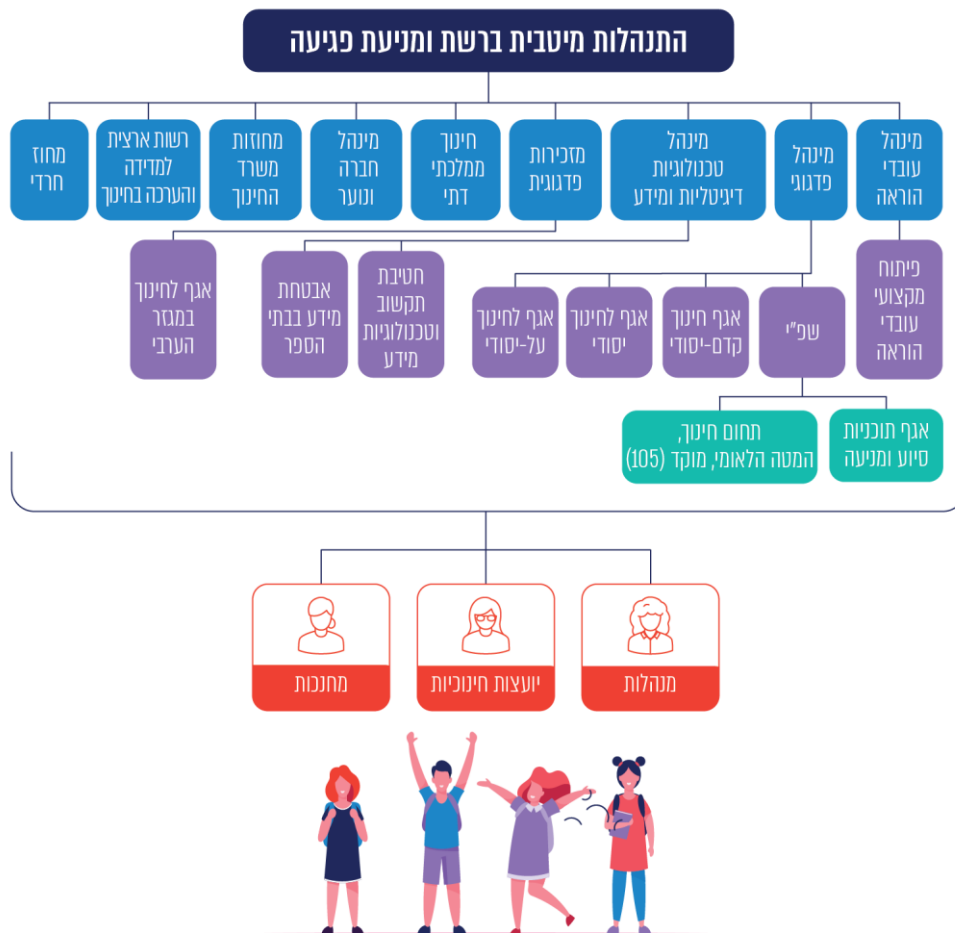 התנהלות מיטבית ברשת ומניעת פגיעה
מינהל
עובדי
הוראה
מינהל
פדגוגי
מינהל
טכנולוגיות
דיגיטליות ומידע
מזכירות
פדגוגית
חינוך
ממלכתי
דתי
מינהל
חברה
ונוער
מחוזות
משרד
החינוך
רשות ארצית
למדידה
והערכה בחינוך
מחוז
חרדי
פיתוח
מקצועי
עובדי
הוראה
שפ"י
אגף חינוך
קדם-יסודי
אגף לחינוך
יסודי
אגף לחינוך
על-יסודי
חטיבת
תקשוב
וטכנולוגיות
מידע
אבטחת
מידע בבתי
הספר
אגף לחינוך
במגזר
הערבי
אגף תוכניות
סיוע ומניעה
תחום חינוך,
המטה הלאומי, מוקד (105)
מנהלות
יועצות חינוכיות
מחנכות